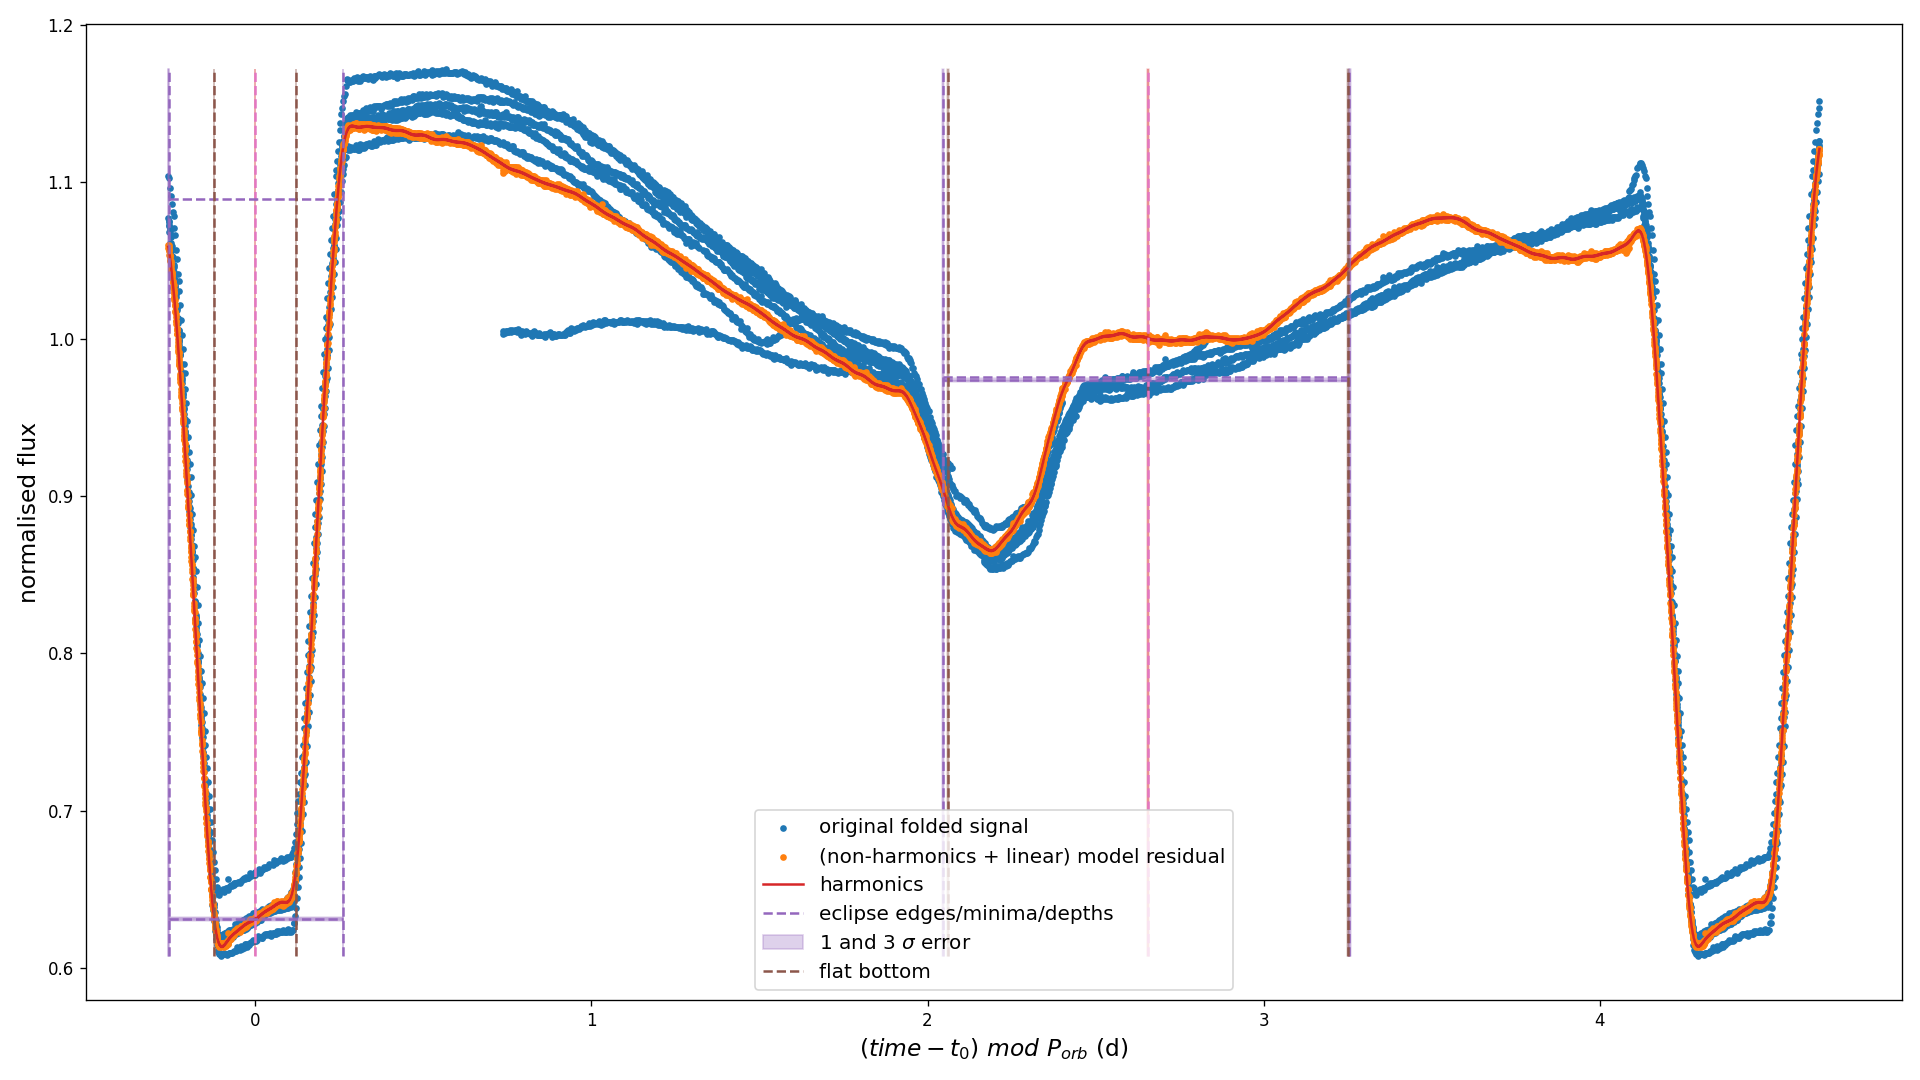 1.2
1.1
1.0
0.9
0.8
0.7
0.6
normalised flux
original folded signal
(non-harmonics + linear) model residual
harmonics
eclipse edges/minima/depths
1 and 3 σ error
flat bottom
0 1 2 3 4
(time − t₀) mod Pₒᵣb (d)